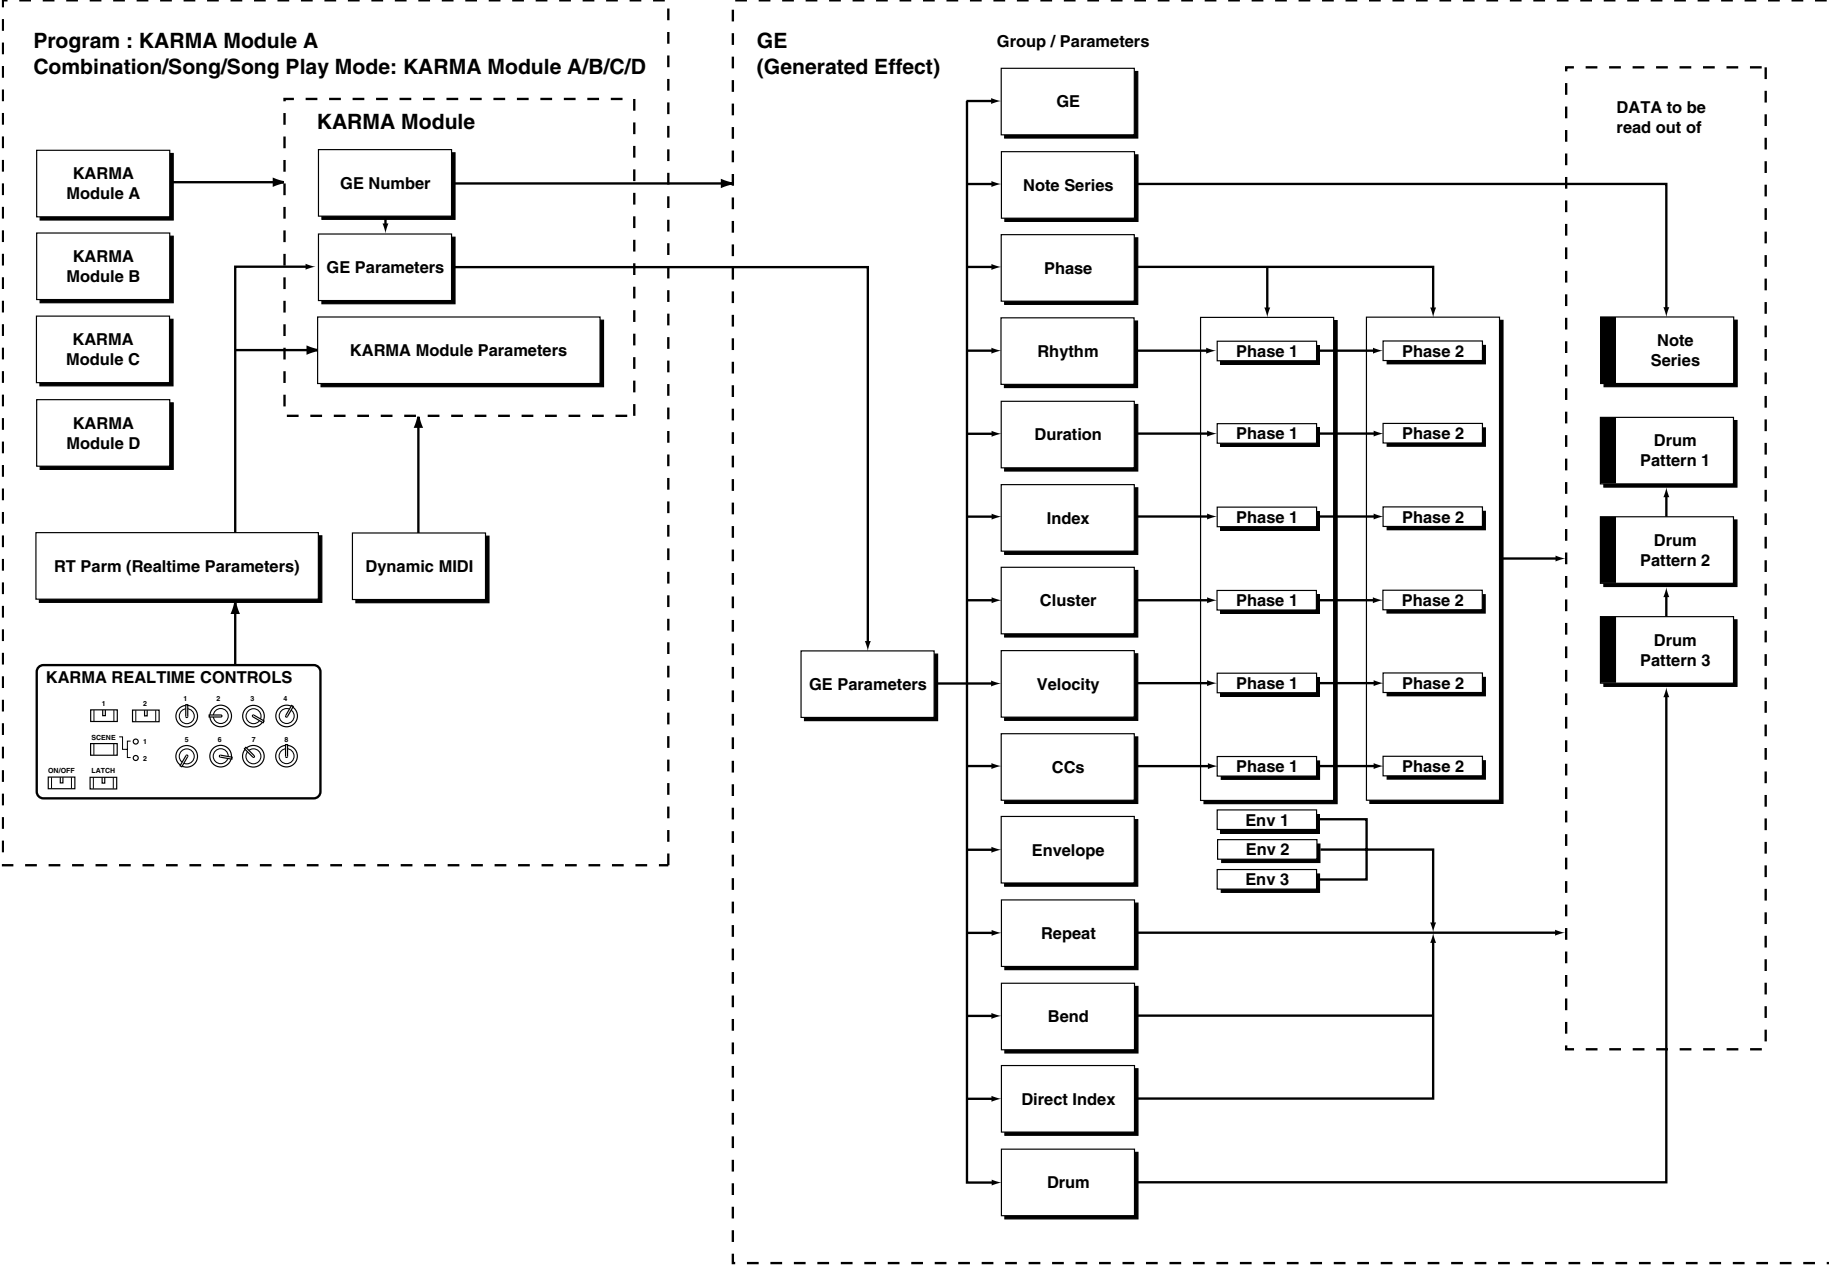 Program : KARMA Module A
Combination/Song/Song Play Mode: KARMA Module A/B/C/D
KARMA Module
KARMA
Module A
KARMA
Module B
KARMA
Module C
KARMA
Module D
GE Number
GE Parameters
KARMA Module Parameters
RT Parm (Realtime Parameters)
Dynamic MIDI
KARMA REALTIME CONTROLS
1
2
1
2
3
4
SCENE
1
2
5
6
7
8
ON/OFF
LATCH
GE
(Generated Effect)
Group / Parameters
GE Parameters
GE
Note Series
Phase
Rhythm
Phase 1
Phase 2
Duration
Phase 1
Phase 2
Index
Phase 1
Phase 2
Cluster
Phase 1
Phase 2
Velocity
Phase 1
Phase 2
CCs
Phase 1
Phase 2
Envelope
Env 1
Env 2
Env 3
Repeat
Bend
Direct Index
Drum
DATA to be
read out of
Note
Series
Drum
Pattern 1
Drum
Pattern 2
Drum
Pattern 3